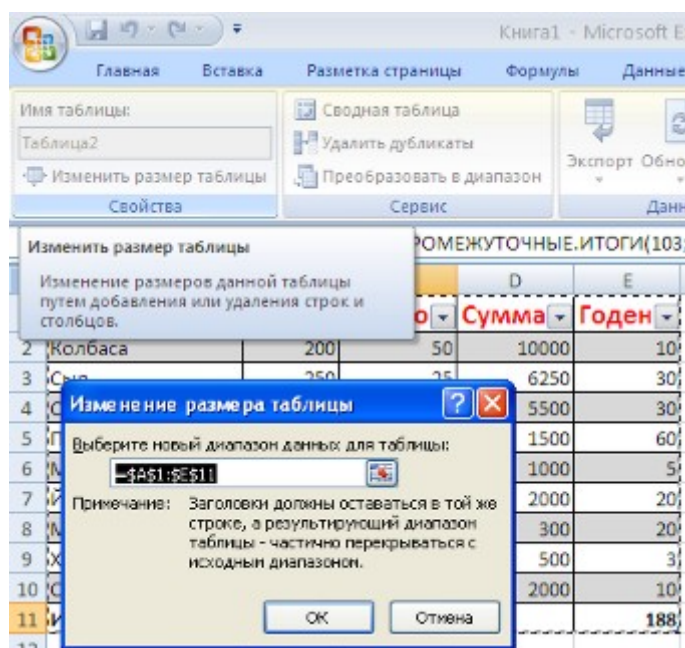 Книга1 - Microsoft E
Главная Вставка Разметка страницы Формулы Данные
Имя таблицы:
Таблица2
Изменить размер таблицы
Свойства
Сводная таблица
Удалить дубликаты
Преобразовать в диапазон
Сервис
Экспорт Обно
Данн
Изменить размер таблицы
Изменение размеров данной таблицы
путем добавления или удаления строк и
столбцов.
РОМЕЖУТОЧНЫЕ.ИТОГИ(103;
D E
о Сумма Годен
2 Колбаса 200 50 10000 10
3 Сыр 250 25 6250 30
4 С 5500 30
5 П 1500 60
6 М 1000 5
7 Й 2000 20
8 М 300 20
9 Х 500 3
10 С 2000 10
11 И 188
12
Изменение размера таблицы
Выберите новый диапазон данных для таблицы:
=$A$1:$E$11
Примечание: Заголовки должны оставаться в той же
строке, а результирующий диапазон
таблицы - частично перекрываться с
исходным диапазоном.
ОК Отмена